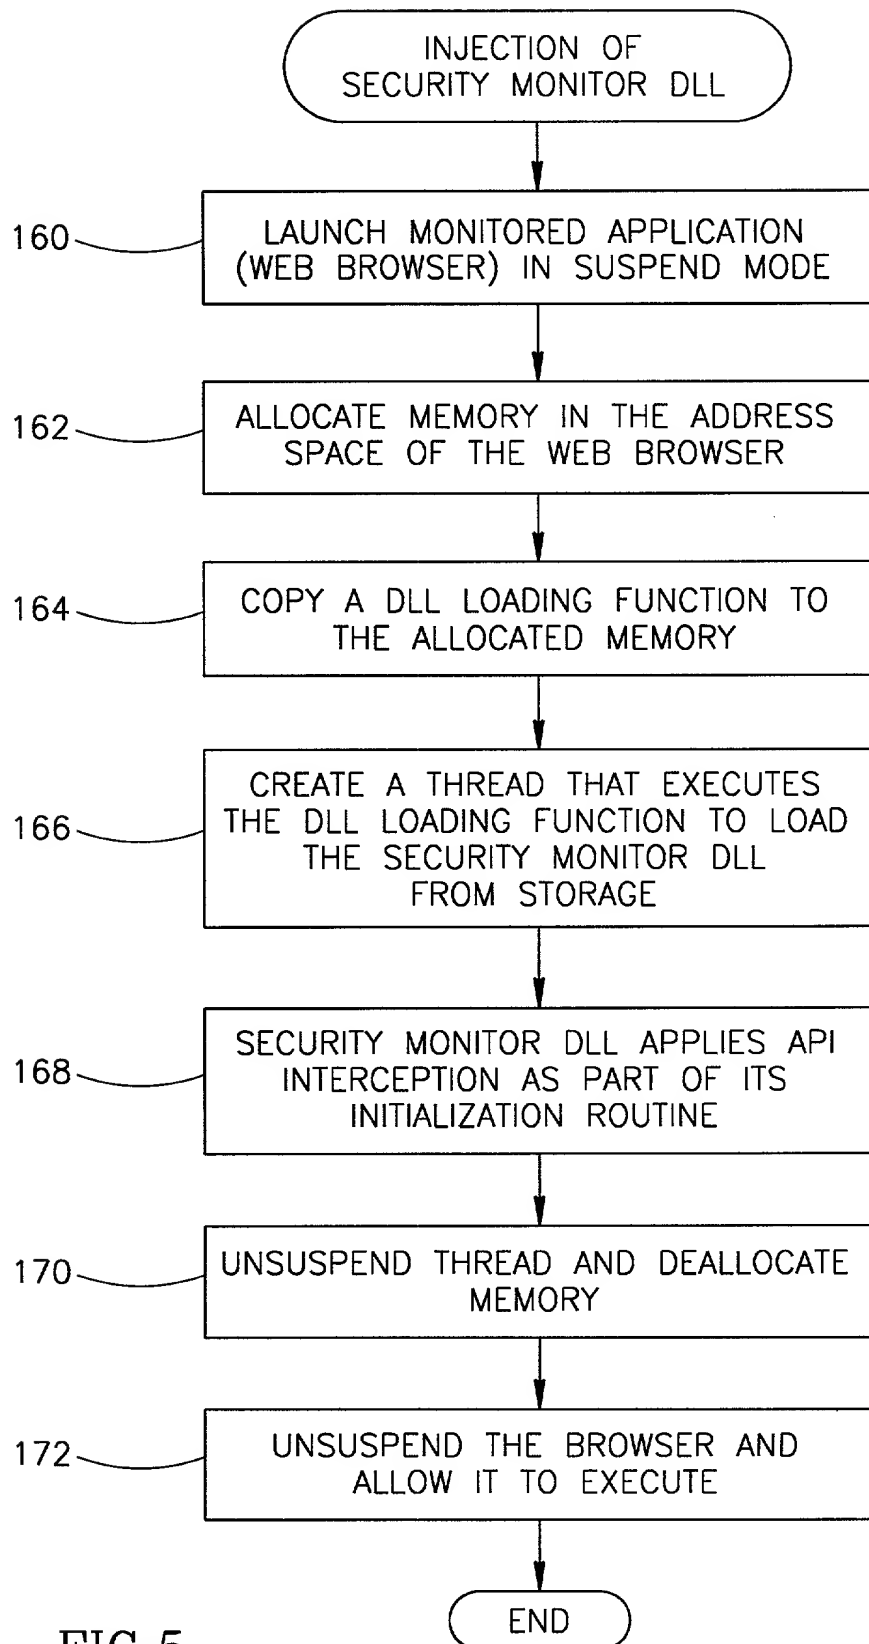 INJECTION OF
SECURITY MONITOR DLL
160
LAUNCH MONITORED APPLICATION
(WEB BROWSER) IN SUSPEND MODE
162
ALLOCATE MEMORY IN THE ADDRESS
SPACE OF THE WEB BROWSER
164
COPY A DLL LOADING FUNCTION TO
THE ALLOCATED MEMORY
166
CREATE A THREAD THAT EXECUTES
THE DLL LOADING FUNCTION TO LOAD
THE SECURITY MONITOR DLL
FROM STORAGE
168
SECURITY MONITOR DLL APPLIES API
INTERCEPTION AS PART OF ITS
INITIALIZATION ROUTINE
170
UNSUSPEND THREAD AND DEALLOCATE
MEMORY
172
UNSUSPEND THE BROWSER AND
ALLOW IT TO EXECUTE
END
FIG.5